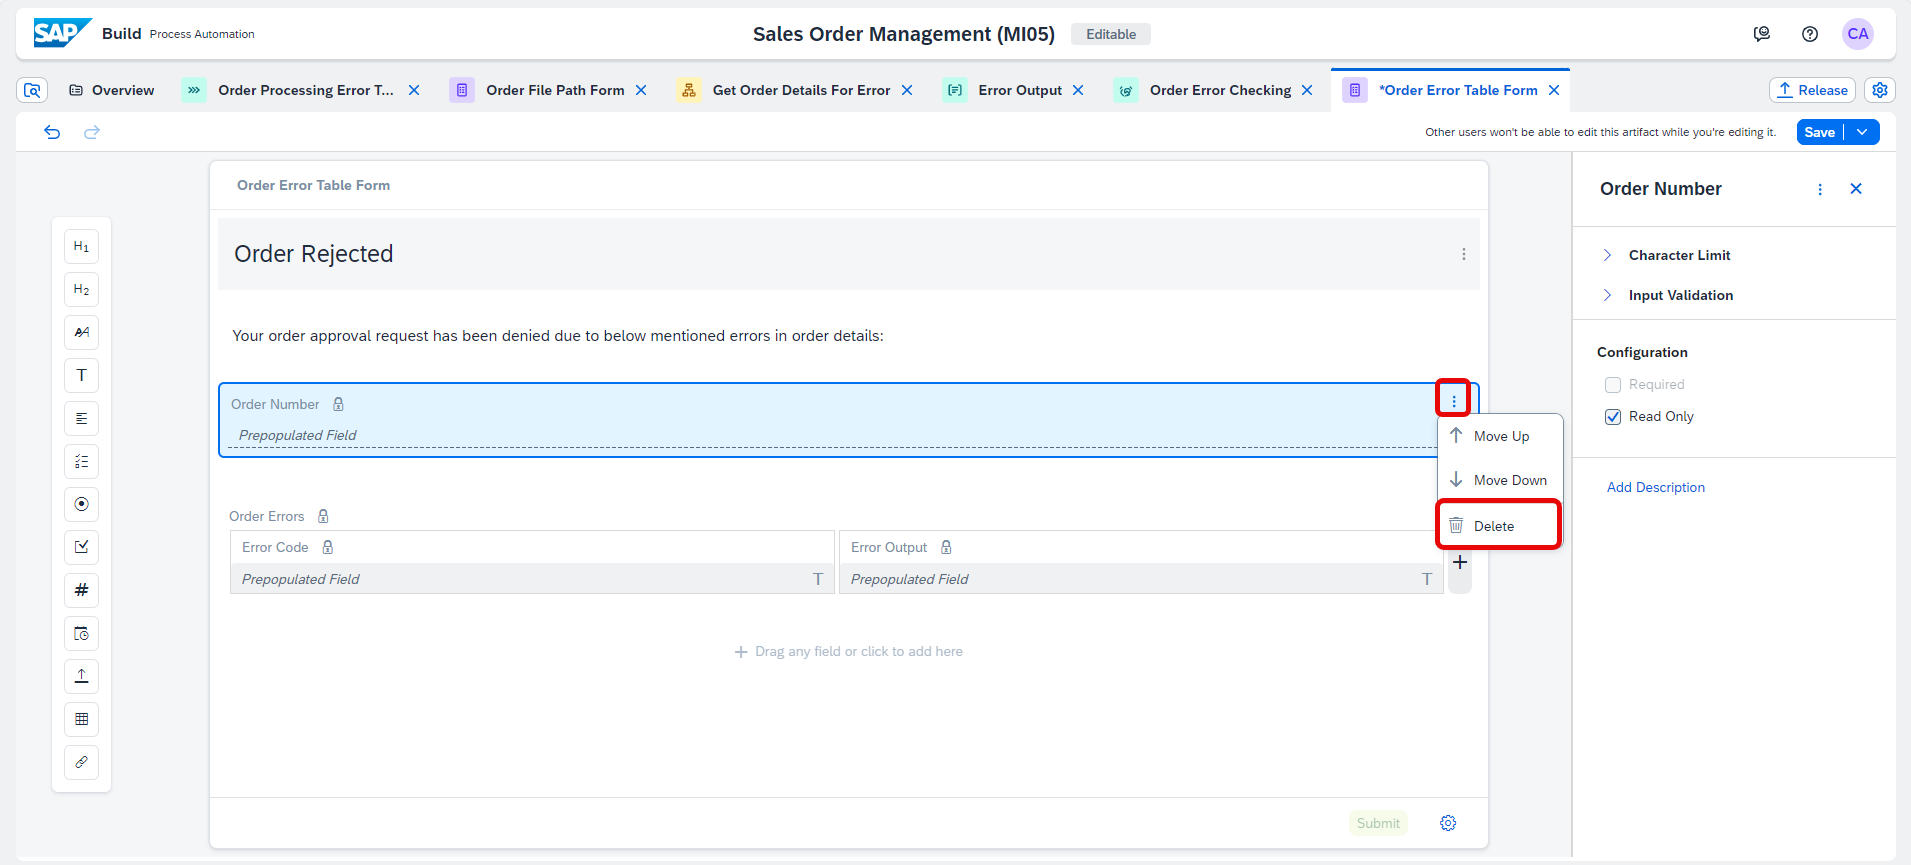 SAP Build Process Automation
Sales Order Management (MI05) Editable
CA
Overview
Order Processing Error T...
Order File Path Form
Get Order Details For Error
Error Output
Order Error Checking
*Order Error Table Form
Release
Other users won't be able to edit this artifact while you're editing it.
Save
Order Error Table Form
Order Rejected
Your order approval request has been denied due to below mentioned errors in order details:
Order Number
Prepopulated Field
Move Up
Move Down
Delete
Order Errors
Error Code
Error Output
Prepopulated Field T
Prepopulated Field T
Drag any field or click to add here
Submit
H1
H2
AA
T
#
Order Number
Character Limit
Input Validation
Configuration
Required
Read Only
Add Description